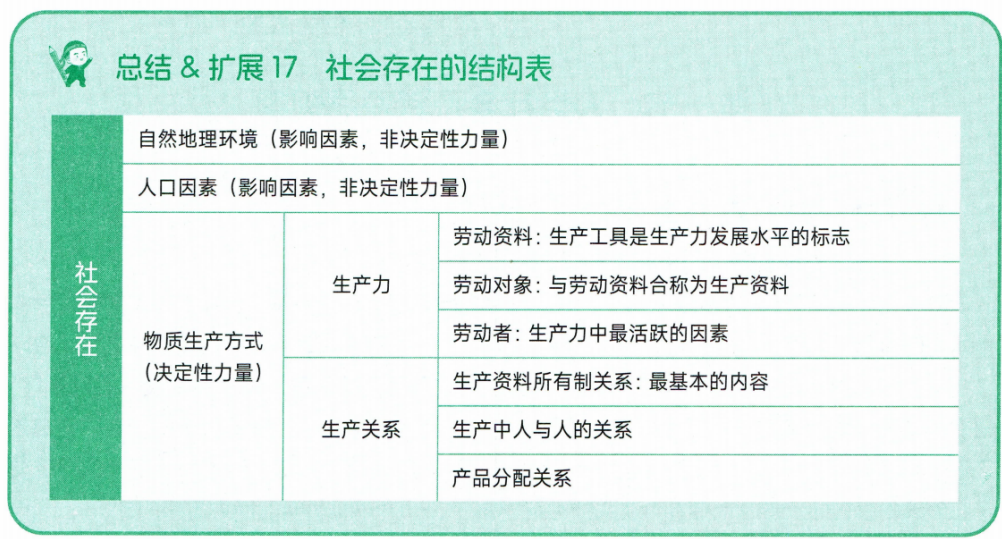 总结 & 扩展 17 社会存在的结构表
社会存在
自然地理环境（影响因素，非决定性力量）
人口因素（影响因素，非决定性力量）
物质生产方式
（决定性力量）
生产力
劳动资料：生产工具是生产力发展水平的标志
劳动对象：与劳动资料合称为生产资料
劳动者：生产力中最活跃的因素
生产关系
生产资料所有制关系：最基本的内容
生产中人与人的关系
产品分配关系